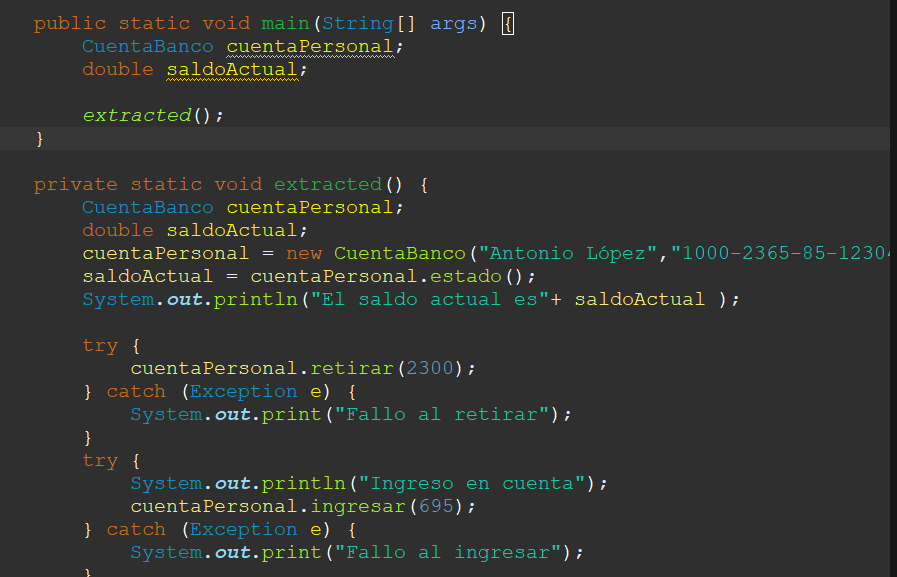 public static void main(String[] args) {
CuentaBanco cuentaPersonal;
double saldoActual;
extracted();
}
private static void extracted() {
CuentaBanco cuentaPersonal;
double saldoActual;
cuentaPersonal = new CuentaBanco("Antonio López","1000-2365-85-1230
saldoActual = cuentaPersonal.estado();
System.out.println("El saldo actual es"+ saldoActual );
try {
cuentaPersonal.retirar(2300);
} catch (Exception e) {
System.out.print("Fallo al retirar");
}
try {
System.out.println("Ingreso en cuenta");
cuentaPersonal.ingresar(695);
} catch (Exception e) {
System.out.print("Fallo al ingresar");
}